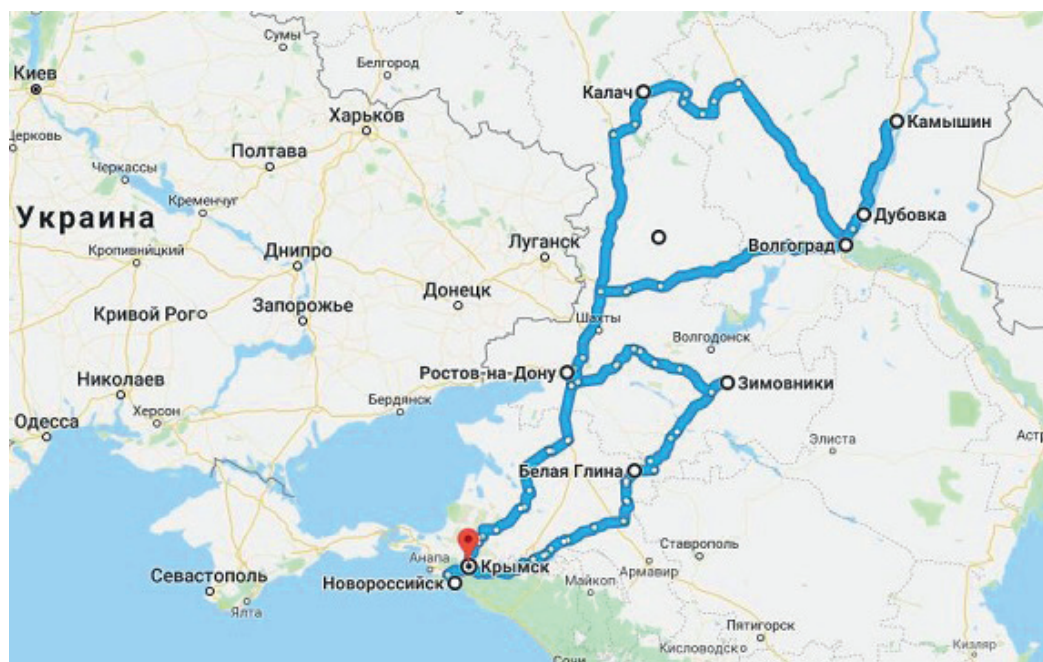 Сумы
Белгород
Киев
Калач
Харьков
Камышин
Церковь
Полтава
Черкассы
Кременчуг
Дубовка
Украина
Луганск
Волгоград
Кропивницкий
Днипро
Донецк
Кривой Рог
Запорожье
Шахты
Волгодонск
Ростов-на-Дону
Николаев
Зимовники
Бердянск
Херсон
Одесса
Элиста
Белая Глина
Ставрополь
Анапа
Крымск
Армавир
Севастополь
Новороссийск
Майкоп
Ялта
Пятигорск
Кисловодск
Кизляр
Сочи